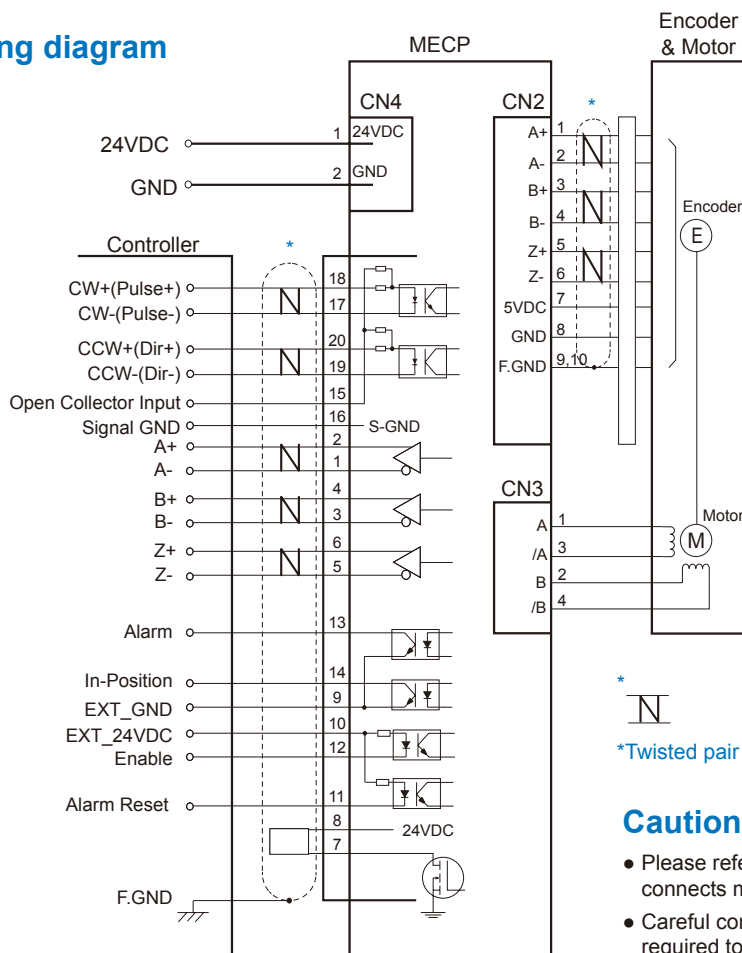 ng diagram
MECP
Encoder
& Motor
CN4
24VDC
1
24VDC
GND
2
GND
CN2
*
A+ 1
A- 2
B+ 3
B- 4
Z+ 5
Z- 6
5VDC 7
GND 8
F.GND 9,10
Encoder
E
Controller
*
CW+(Pulse+) 18
CW-(Pulse-) 17
CCW+(Dir+) 20
CCW-(Dir-) 19
Open Collector Input 15
Signal GND 16 S-GND
A+ 2
A- 1
B+ 4
B- 3
Z+ 6
Z- 5
CN3
A 1
/A 3
B 2
/B 4
Motor
M
Alarm 13
In-Position 14
EXT_GND 9
EXT_24VDC 10
Enable 12
Alarm Reset 11
8 24VDC
7
F.GND
*
*Twisted pair
Caution
● Please refe
connects m
● Careful cor
required to